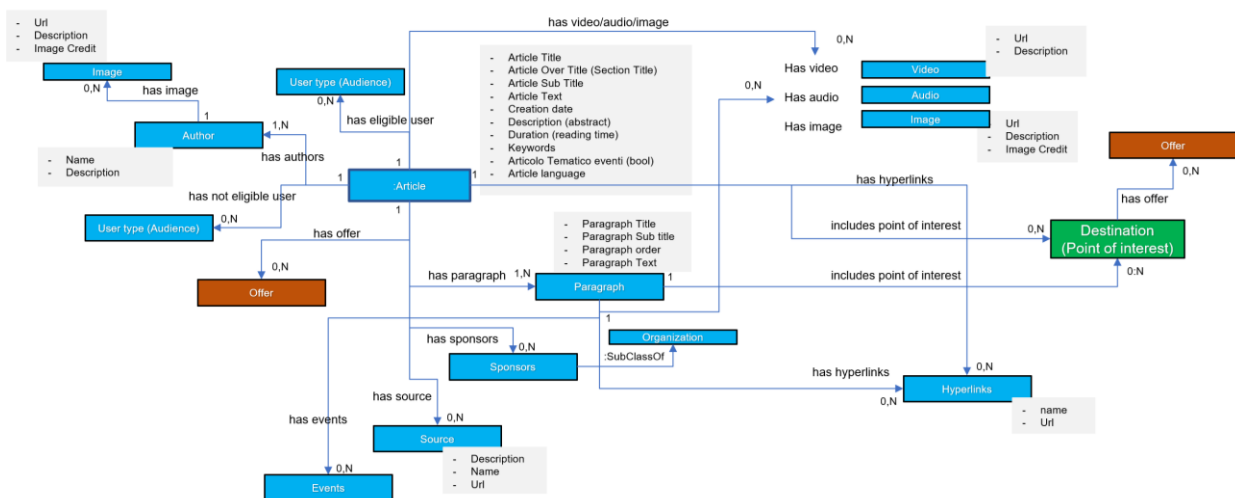 has video/audio/image
- Url
- Description
- Image Credit
0,N
- Url
- Description
Image
User type (Audience)
- Article Title
- Article Over Title (Section Title)
- Article Sub Title
- Article Text
- Creation date
- Description (abstract)
- Duration (reading time)
- Keywords
- Articolo Tematico eventi (bool)
- Article language
Has video
Video
0,N
0,N
0,N
has image
has eligible user
Has audio
Audio
1
1,N
Has image
Image
Author
has authors
- Url
- Description
- Image Credit
Offer
- Name
- Description
1
1
:Article
1
has hyperlinks
0,N
has not eligible user
1
has offer
0,N
User type (Audience)
has offer
- Paragraph Title
- Paragraph Sub title
- Paragraph order
- Paragraph Text
includes point of interest
0,N
Destination
(Point of interest)
0,N
has paragraph
1,N
1
includes point of interest
0:N
Offer
Paragraph
1
has sponsors
0,N
Organization
:SubClassOf
Sponsors
has hyperlinks
0,N
has source
0,N
Hyperlinks
has events
0,N
- name
- Url
Source
0,N
- Description
- Name
- Url
Events